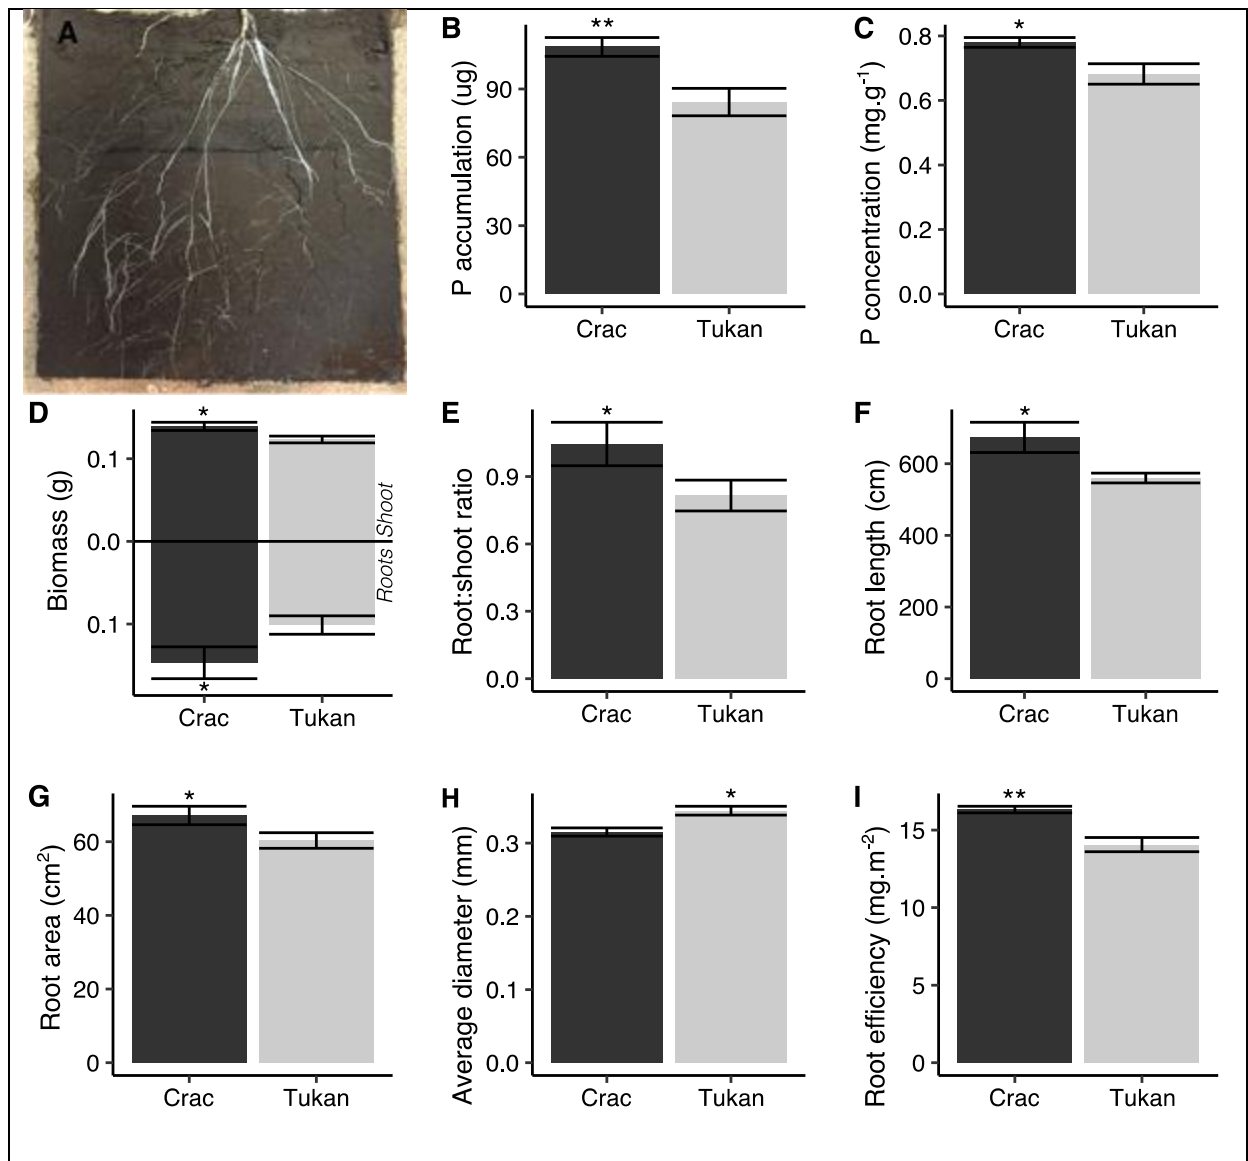 A
B
**
P accumulation (ug)
90
60
30
0
Crac
Tukan
C
*
P concentration (mg.g-1)
0.8
0.6
0.4
0.2
0.0
Crac
Tukan
D
*
Biomass (g)
0.1
0.0
0.1
Roots Shoot
*
Crac
Tukan
E
*
Root:shoot ratio
0.9
0.6
0.3
0.0
Crac
Tukan
F
*
Root length (cm)
600
400
200
0
Crac
Tukan
G
*
Root area (cm2)
60
40
20
0
Crac
Tukan
H
*
Average diameter (mm)
0.3
0.2
0.1
0.0
Crac
Tukan
I
**
Root efficiency (mg.m-2)
15
10
5
0
Crac
Tukan